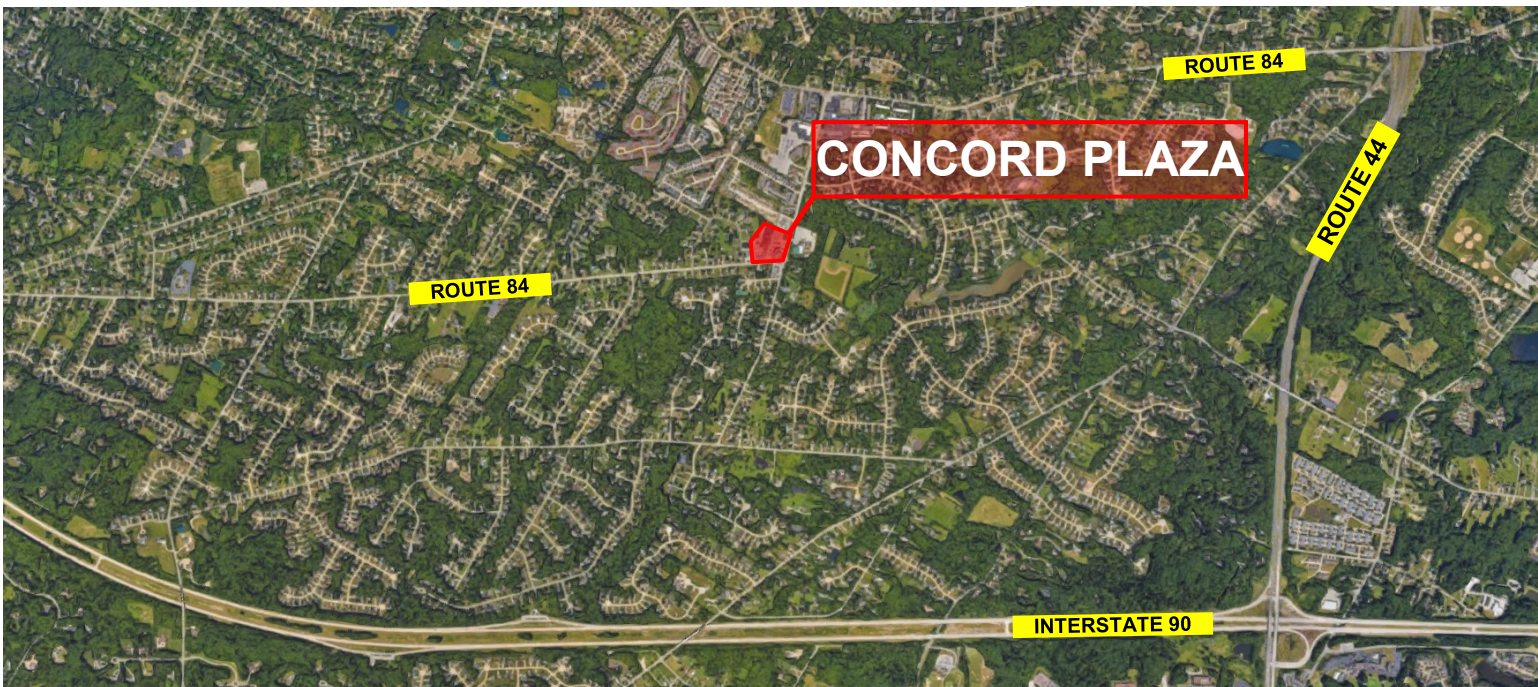 ROUTE 84
CONCORD PLAZA
ROUTE 44
ROUTE 84
INTERSTATE 90